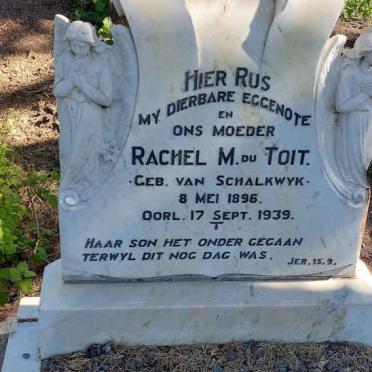 HIER RUS
MY DIERBARE EGGENOTE
EN
ONS MOEDER
RACHEL M. DU TOIT.
·GEB. VAN SCHALKWYK·
8 MEI 1896.
OORL. 17 SEPT. 1939.
HAAR SON HET ONDER GEGAAN
TERWYL DIT NOG DAG WAS. JER. 15. 9.